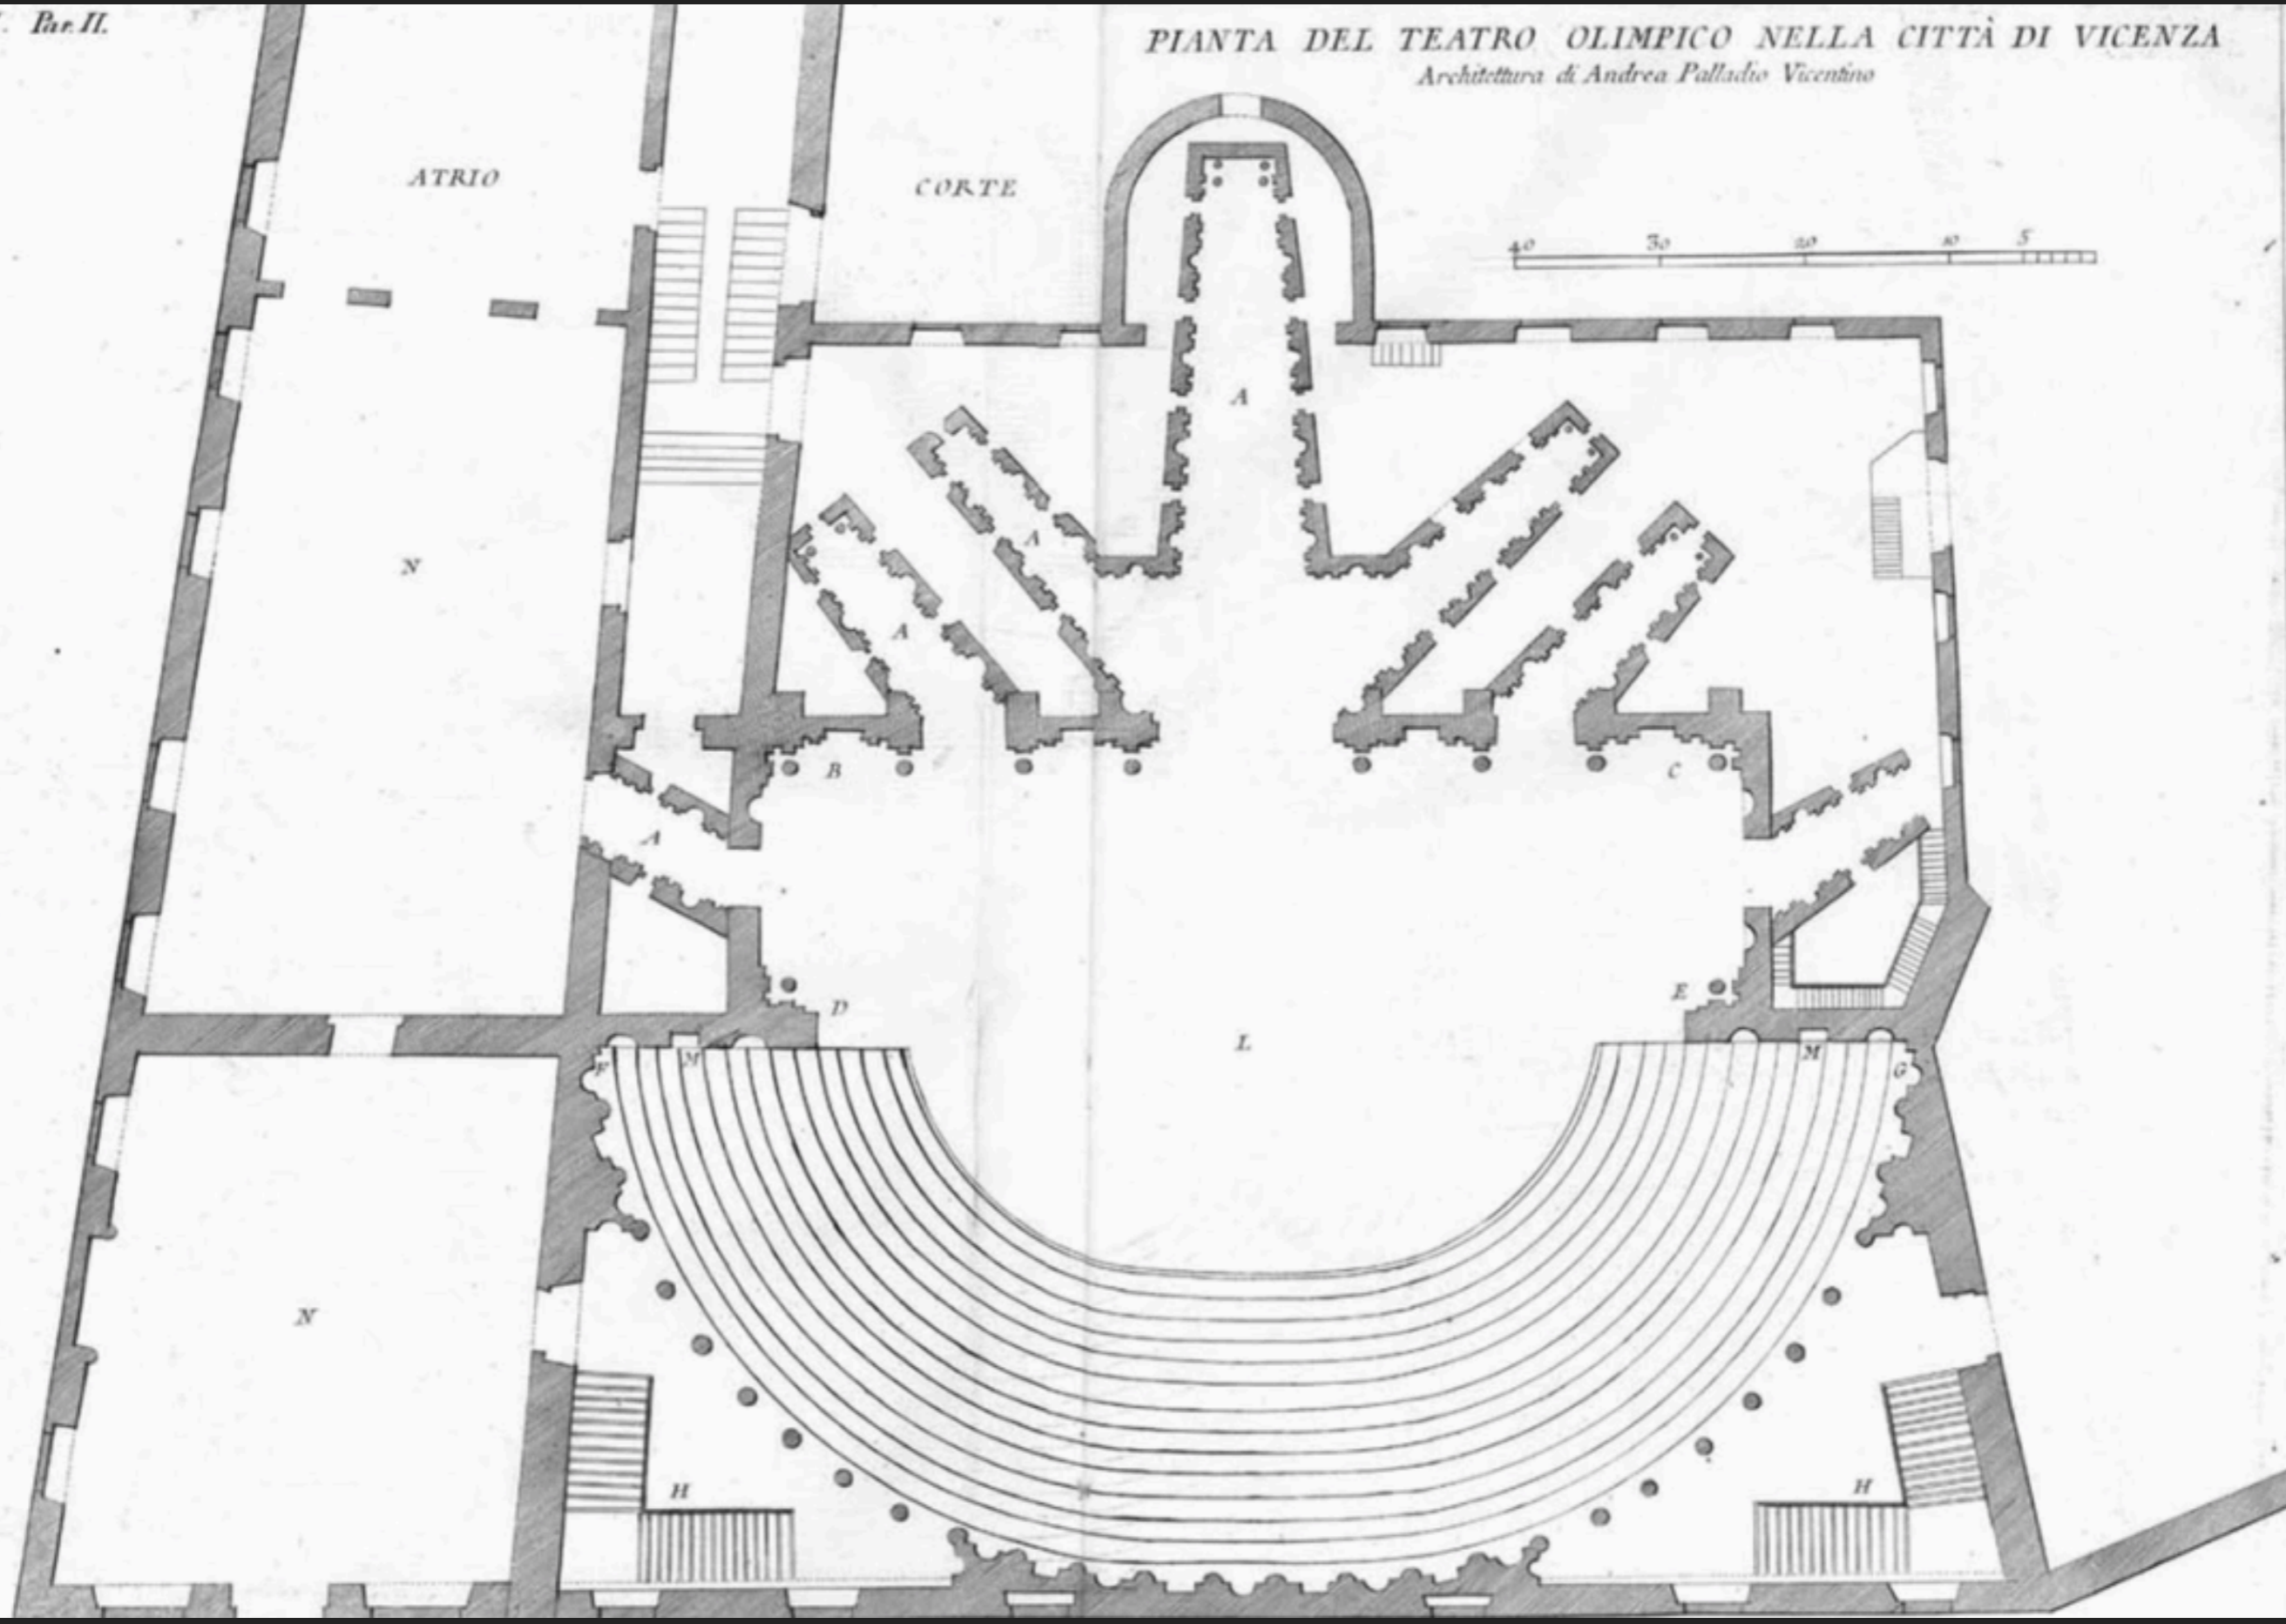 Par. II.
PIANTA DEL TEATRO OLIMPICO NELLA CITTÀ DI VICENZA
Architettura di Andrea Palladio Vicentino
ATRIO
CORTE
40 30 20 10 5
A
A
N
A
B
C
A
D
E
L
F
M
M
G
N
H
H